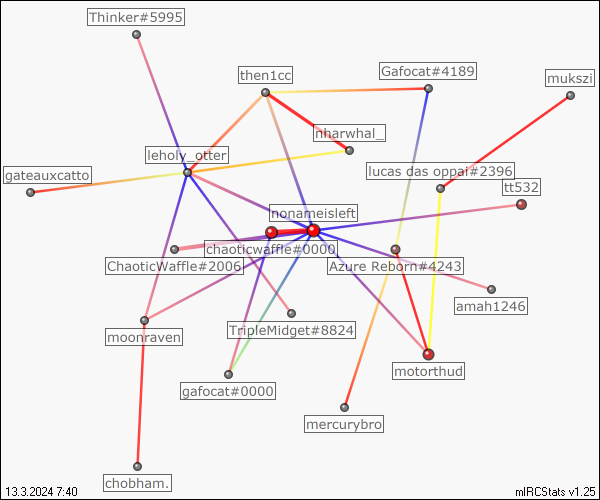 Thinker#5995
then1cc
Gafocat#4189
mukszi
nharwhal_
leholy_otter
gateauxcatto
lucas das oppai#2396
tt532
nonameisleft
chaoticwaffle#0000
ChaoticWaffle#2006
Azure Reborn#4243
amah1246
moonraven
TripleMidget#8824
motorthud
gafocat#0000
mercurybro
chobham.
13.3.2024 7:40
mIRCStats v1.25